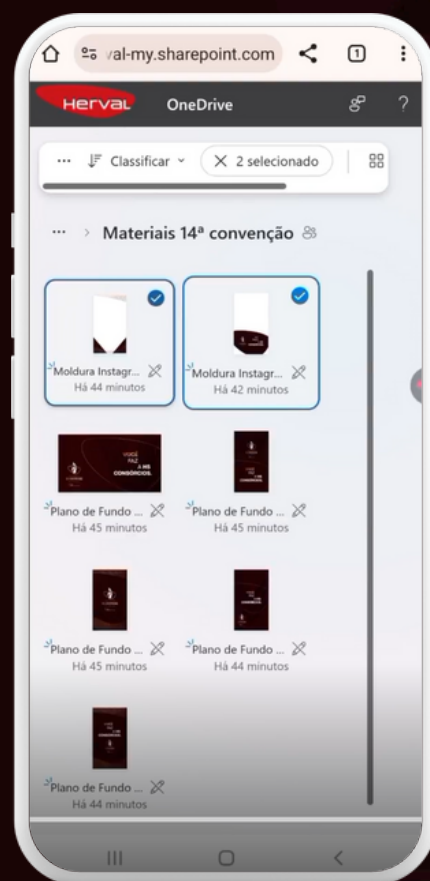 val-my.sharepoint.com
1
Herval OneDrive
?
... Classificar
2 selecionado
... > Materiais 14ª convenção
Moldura Instagr...
Há 44 minutos
Moldura Instagr...
Há 42 minutos
VOCÊ
FAZ
A HS
CONSÓRCIOS.
Plano de Fundo ...
Há 45 minutos
Plano de Fundo ...
Há 45 minutos
Plano de Fundo ...
Há 45 minutos
Plano de Fundo ...
Há 44 minutos
Plano de Fundo ...
Há 44 minutos